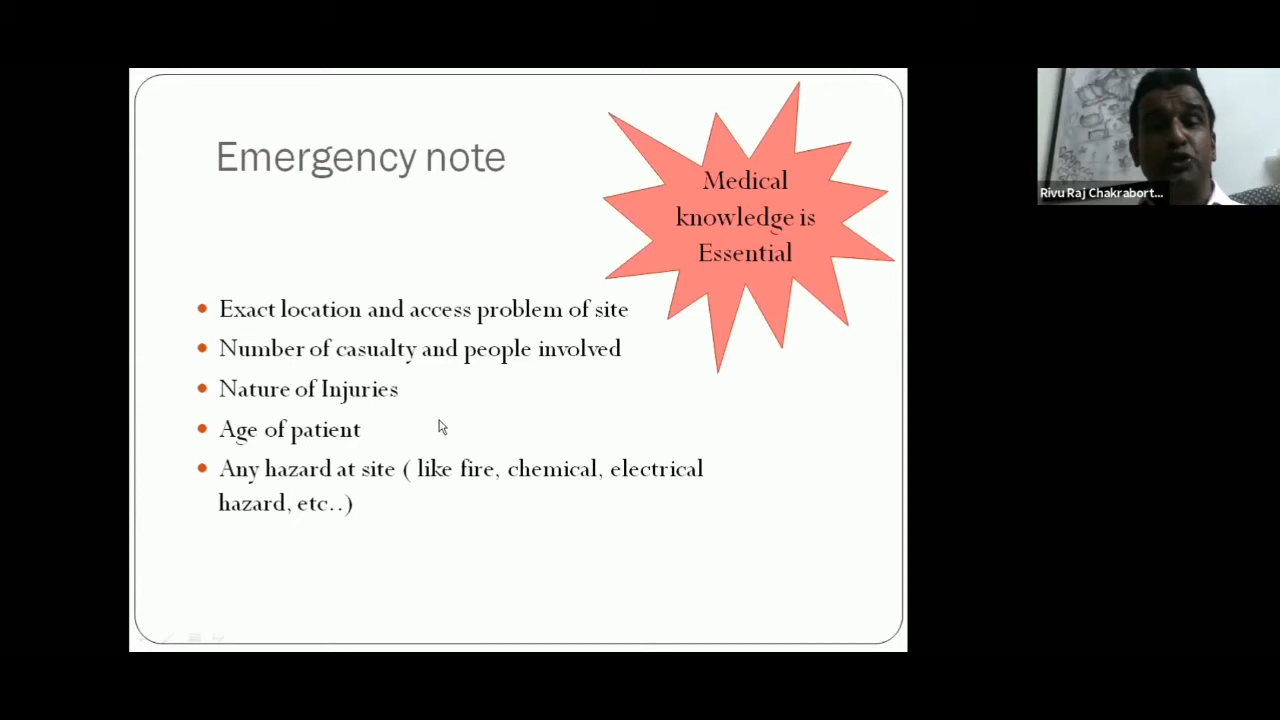 Emergency note
Medical
knowledge is
Essential
• Exact location and access problem of site
• Number of casualty and people involved
• Nature of Injuries
• Age of patient
• Any hazard at site ( like fire, chemical, electrical
hazard, etc..)
Rivu Raj Chakrabort...